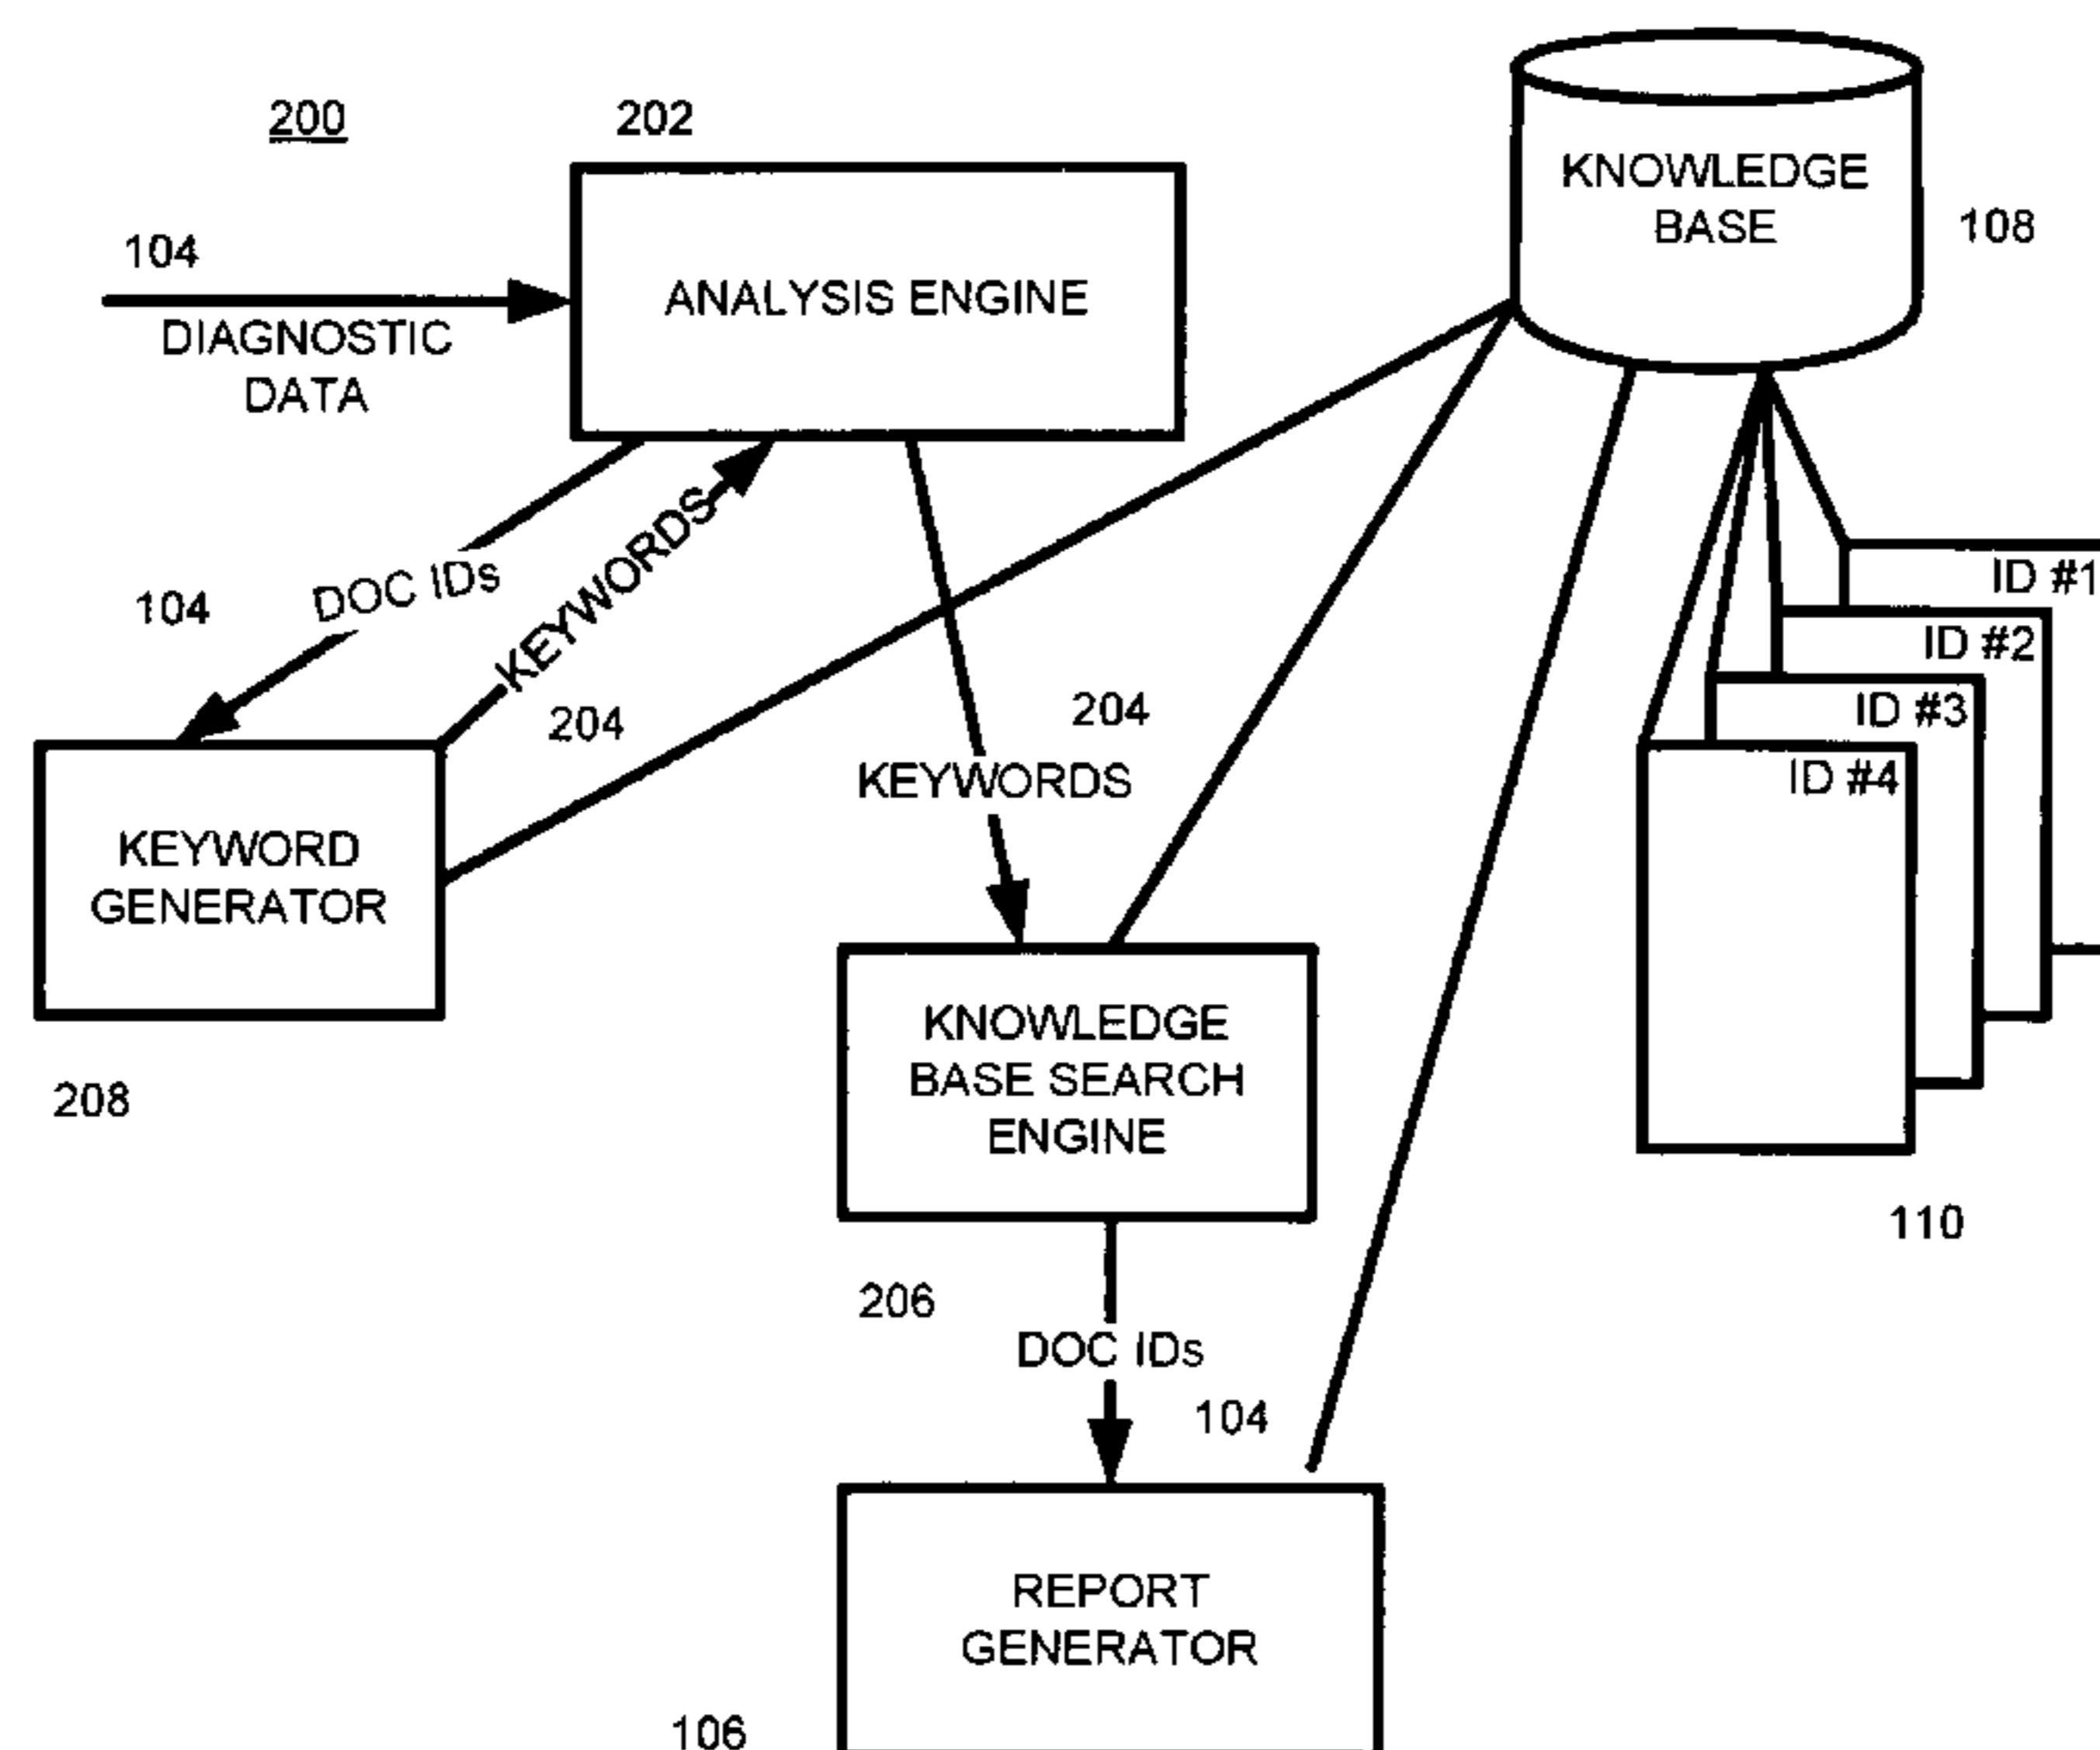 200
202
KNOWLEDGE
BASE
108
104
DIAGNOSTIC
DATA
ANALYSIS ENGINE
104
DOC IDs
KEYWORDS
204
204
KEYWORDS
ID #1
ID #2
ID #3
ID #4
KEYWORD
GENERATOR
208
KNOWLEDGE
BASE SEARCH
ENGINE
110
206
DOC IDs
104
REPORT
GENERATOR
106